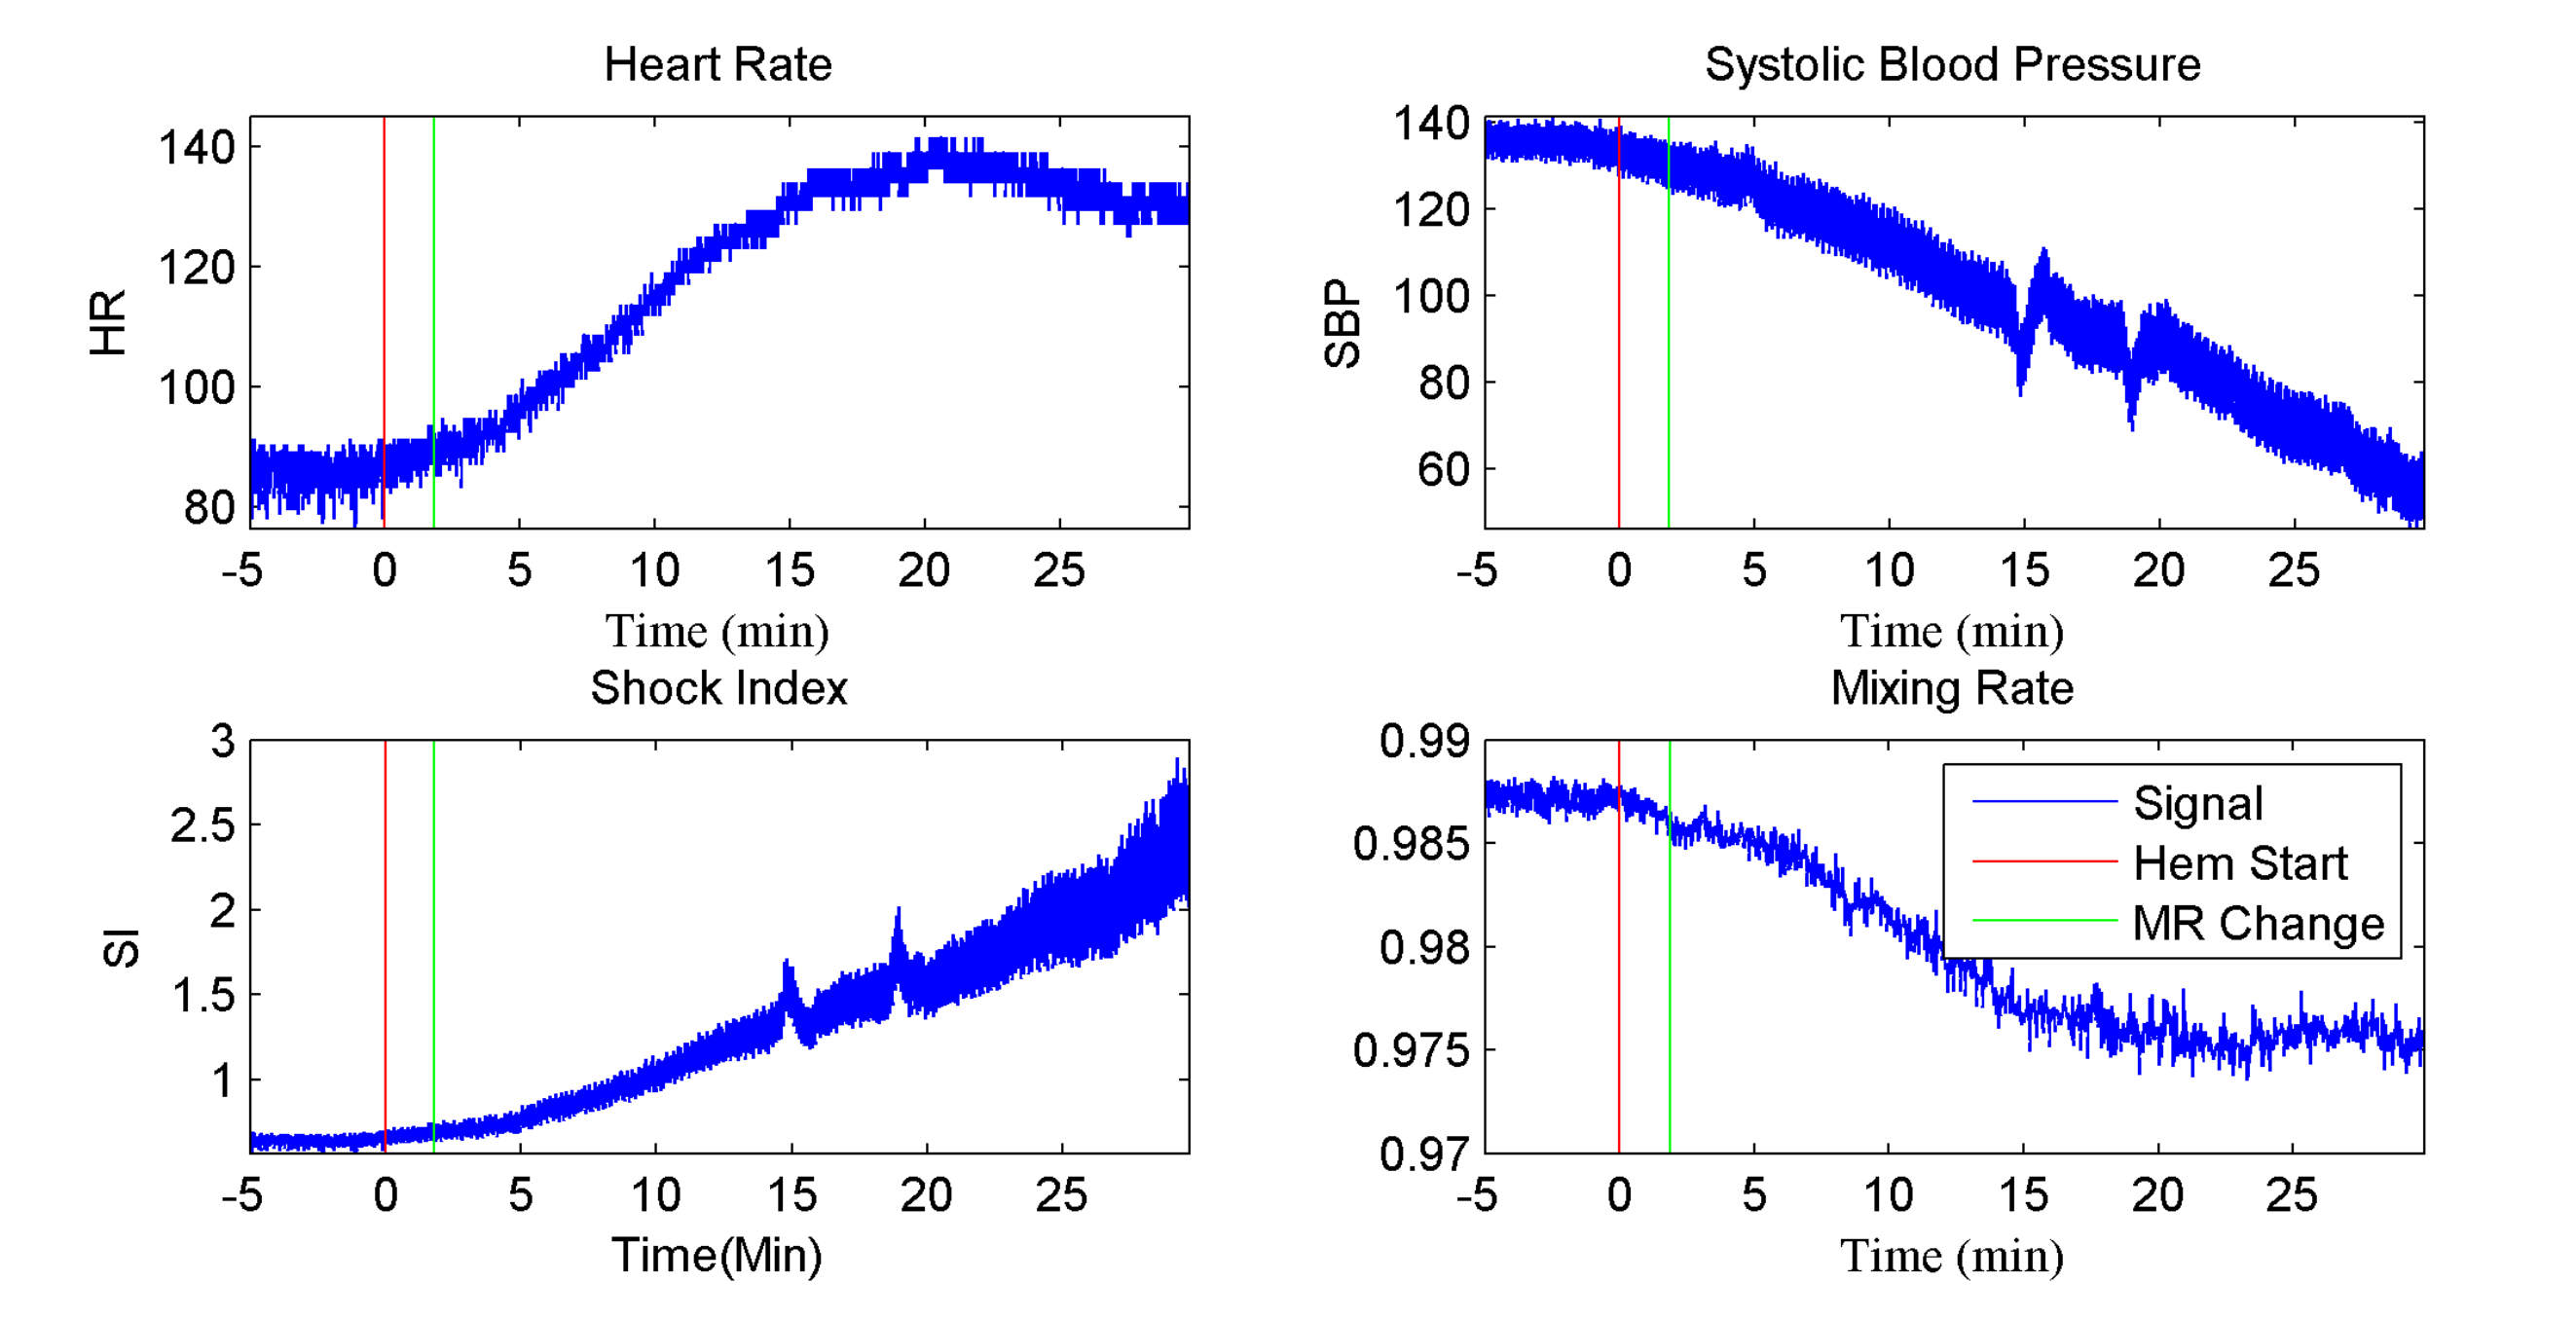 Heart Rate
140
120
100
80
HR
-5 0 5 10 15 20 25
Time (min)
Systolic Blood Pressure
140
120
100
80
60
SBP
-5 0 5 10 15 20 25
Time (min)
Shock Index
3
2.5
2
1.5
1
SI
-5 0 5 10 15 20 25
Time(Min)
Mixing Rate
0.99
0.985
0.98
0.975
0.97
Signal
Hem Start
MR Change
-5 0 5 10 15 20 25
Time (min)